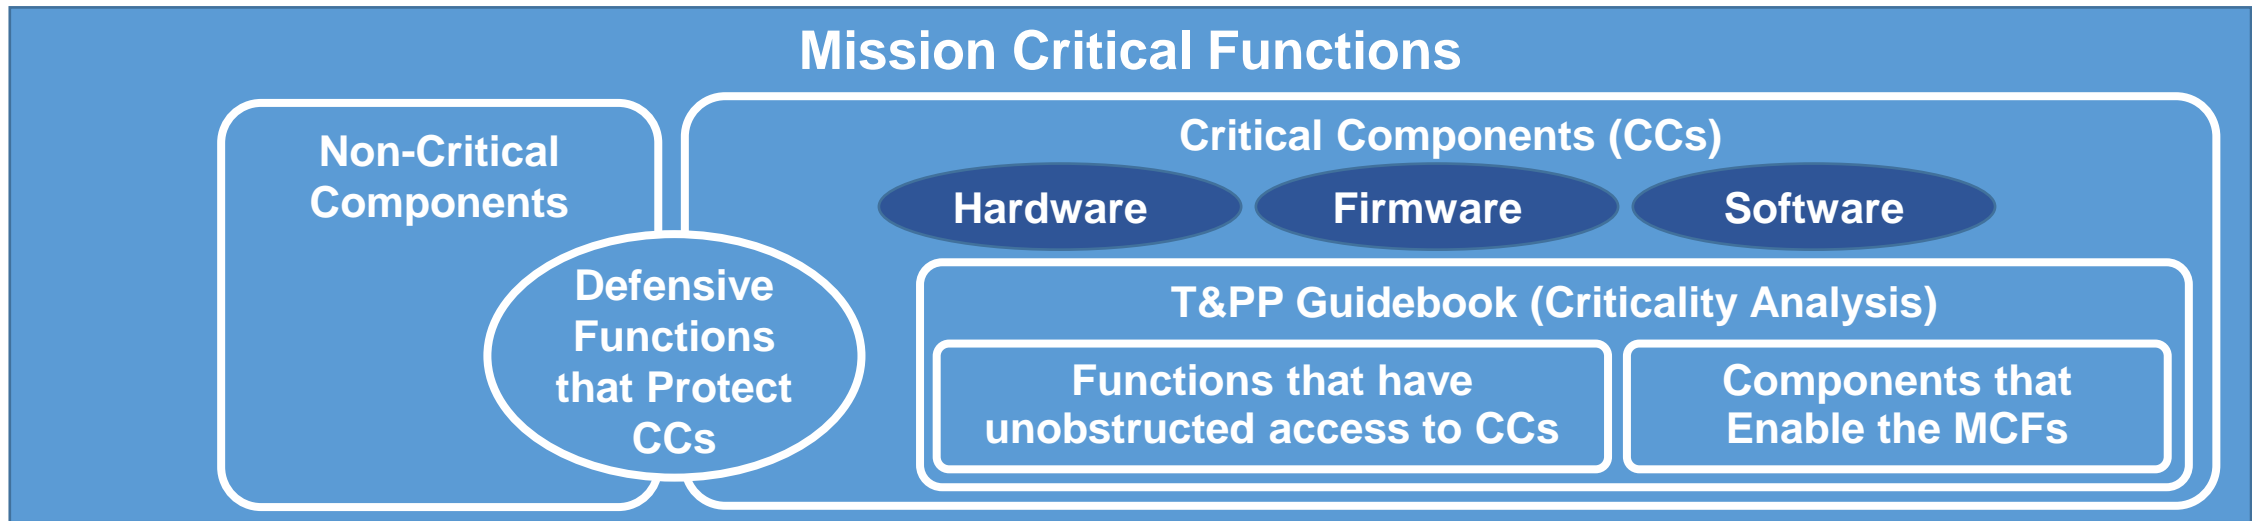 Mission Critical Functions
Non-Critical
Components
Critical Components (CCs)
Hardware
Firmware
Software
Defensive
Functions
that Protect
CCs
T&PP Guidebook (Criticality Analysis)
Functions that have
unobstructed access to CCs
Components that
Enable the MCFs